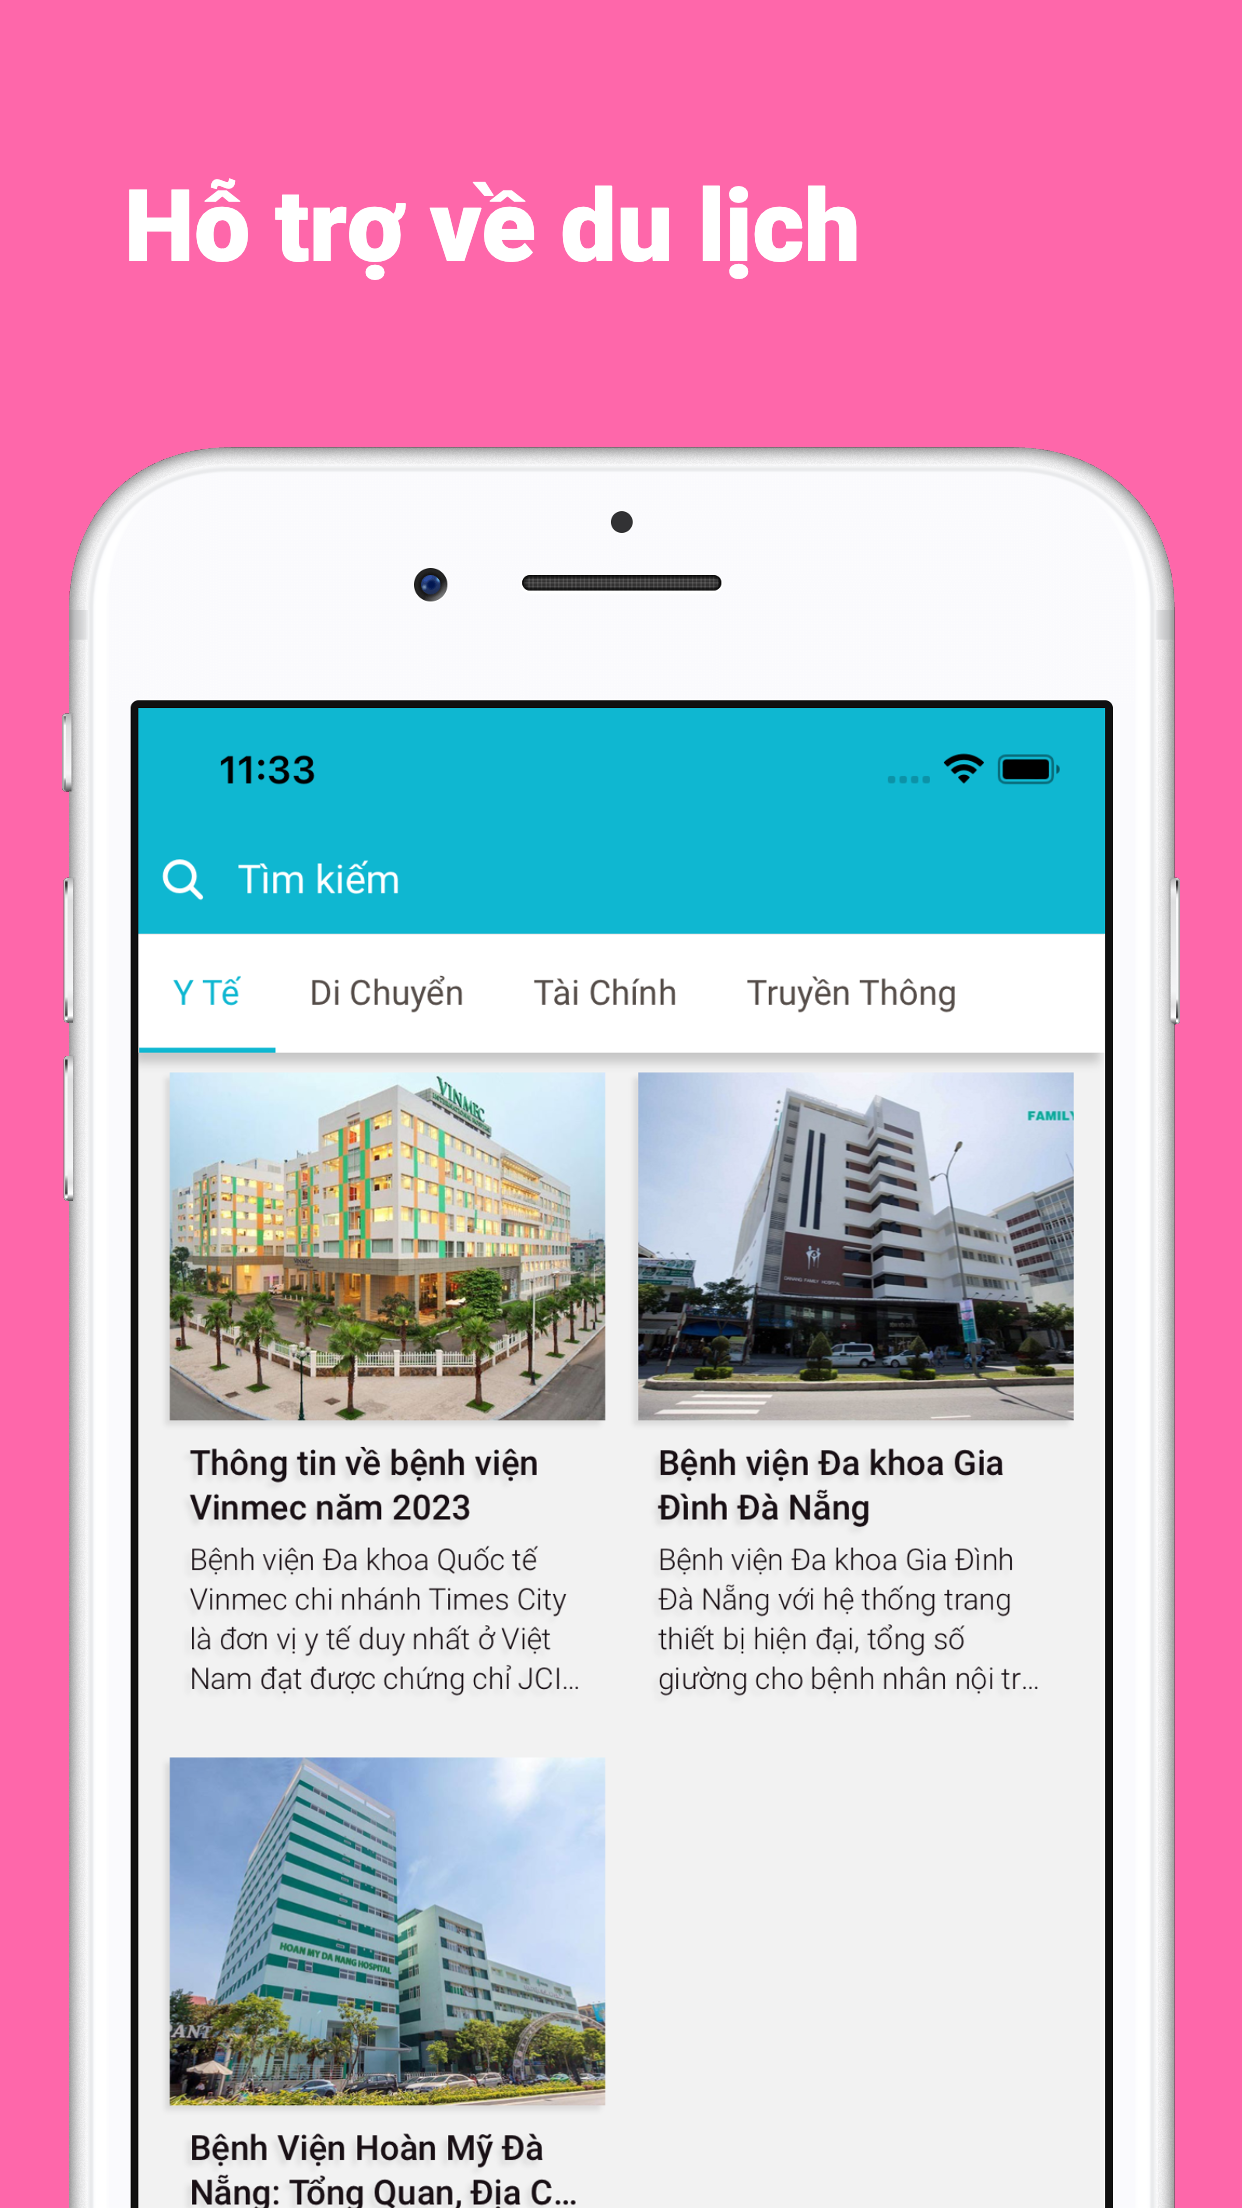 Hỗ trợ về du lịch
11:33
Tìm kiếm
Y Tế
Di Chuyển
Tài Chính
Truyền Thông
VINMEC
FAMILY
DANANG FAMILY HOSPITAL
Thông tin về bệnh viện
Vinmec năm 2023
Bệnh viện Đa khoa Quốc tế
Vinmec chi nhánh Times City
là đơn vị y tế duy nhất ở Việt
Nam đạt được chứng chỉ JCI...
Bệnh viện Đa khoa Gia
Đình Đà Nẵng
Bệnh viện Đa khoa Gia Đình
Đà Nẵng với hệ thống trang
thiết bị hiện đại, tổng số
giường cho bệnh nhân nội tr...
HOAN MY DA NANG HOSPITAL
Bệnh Viện Hoàn Mỹ Đà
Nẵng: Tổng Quan, Địa C...